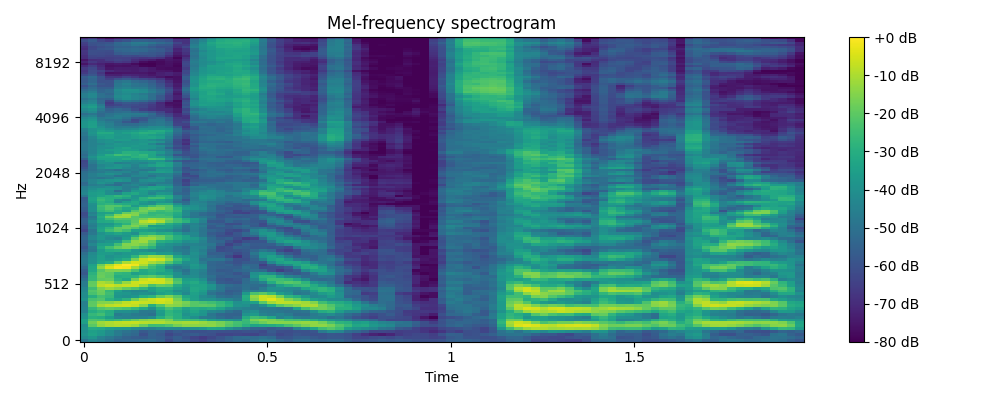 Mel-frequency spectrogram
Hz
8192
4096
2048
1024
512
0
0
0.5
1
1.5
Time
+0 dB
-10 dB
-20 dB
-30 dB
-40 dB
-50 dB
-60 dB
-70 dB
-80 dB